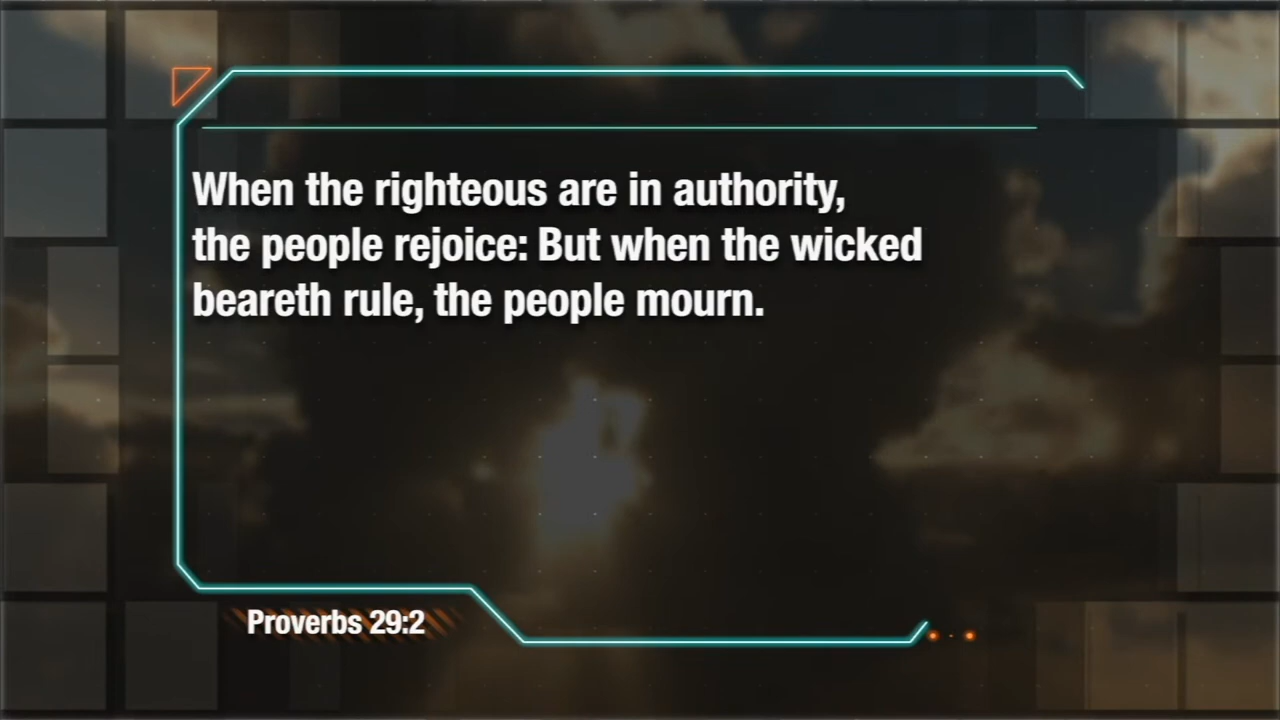 When the righteous are in authority,
the people rejoice: But when the wicked
beareth rule, the people mourn.
Proverbs 29:2